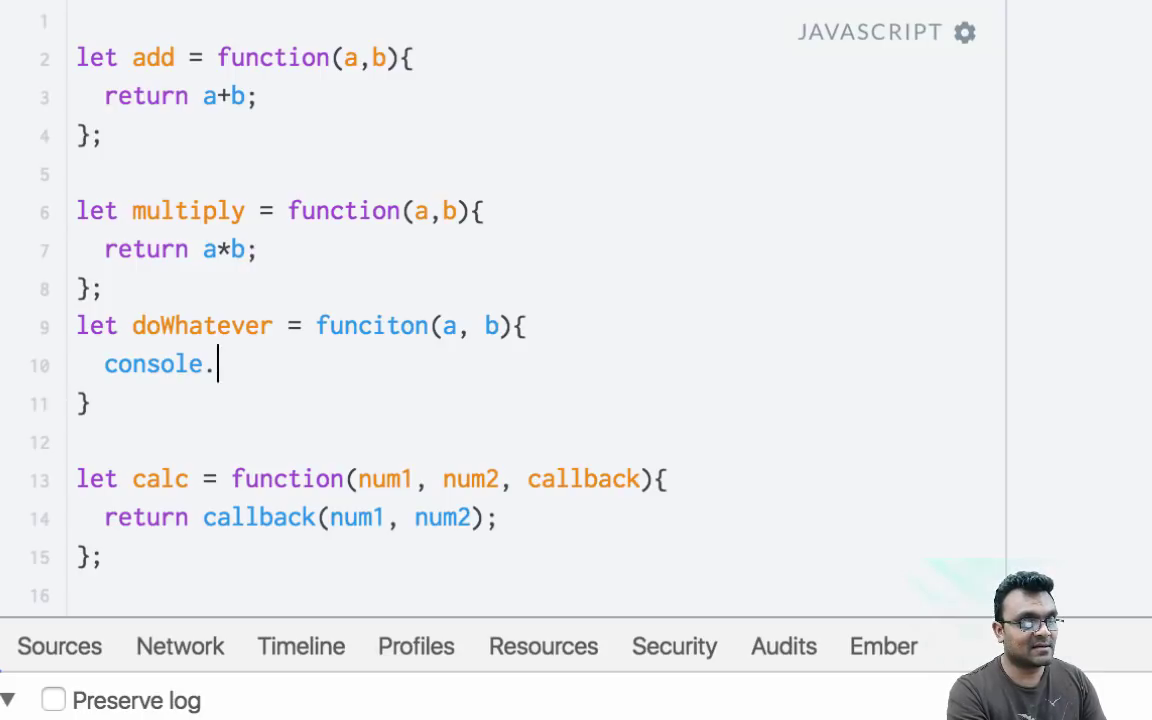 1
JAVASCRIPT
2 let add = function(a,b){
3 return a+b;
4 };
5
6 let multiply = function(a,b){
7 return a*b;
8 };
9 let doWhatever = funciton(a, b){
10 console.
11 }
12
13 let calc = function(num1, num2, callback){
14 return callback(num1, num2);
15 };
16
Sources Network Timeline Profiles Resources Security Audits Ember
Preserve log